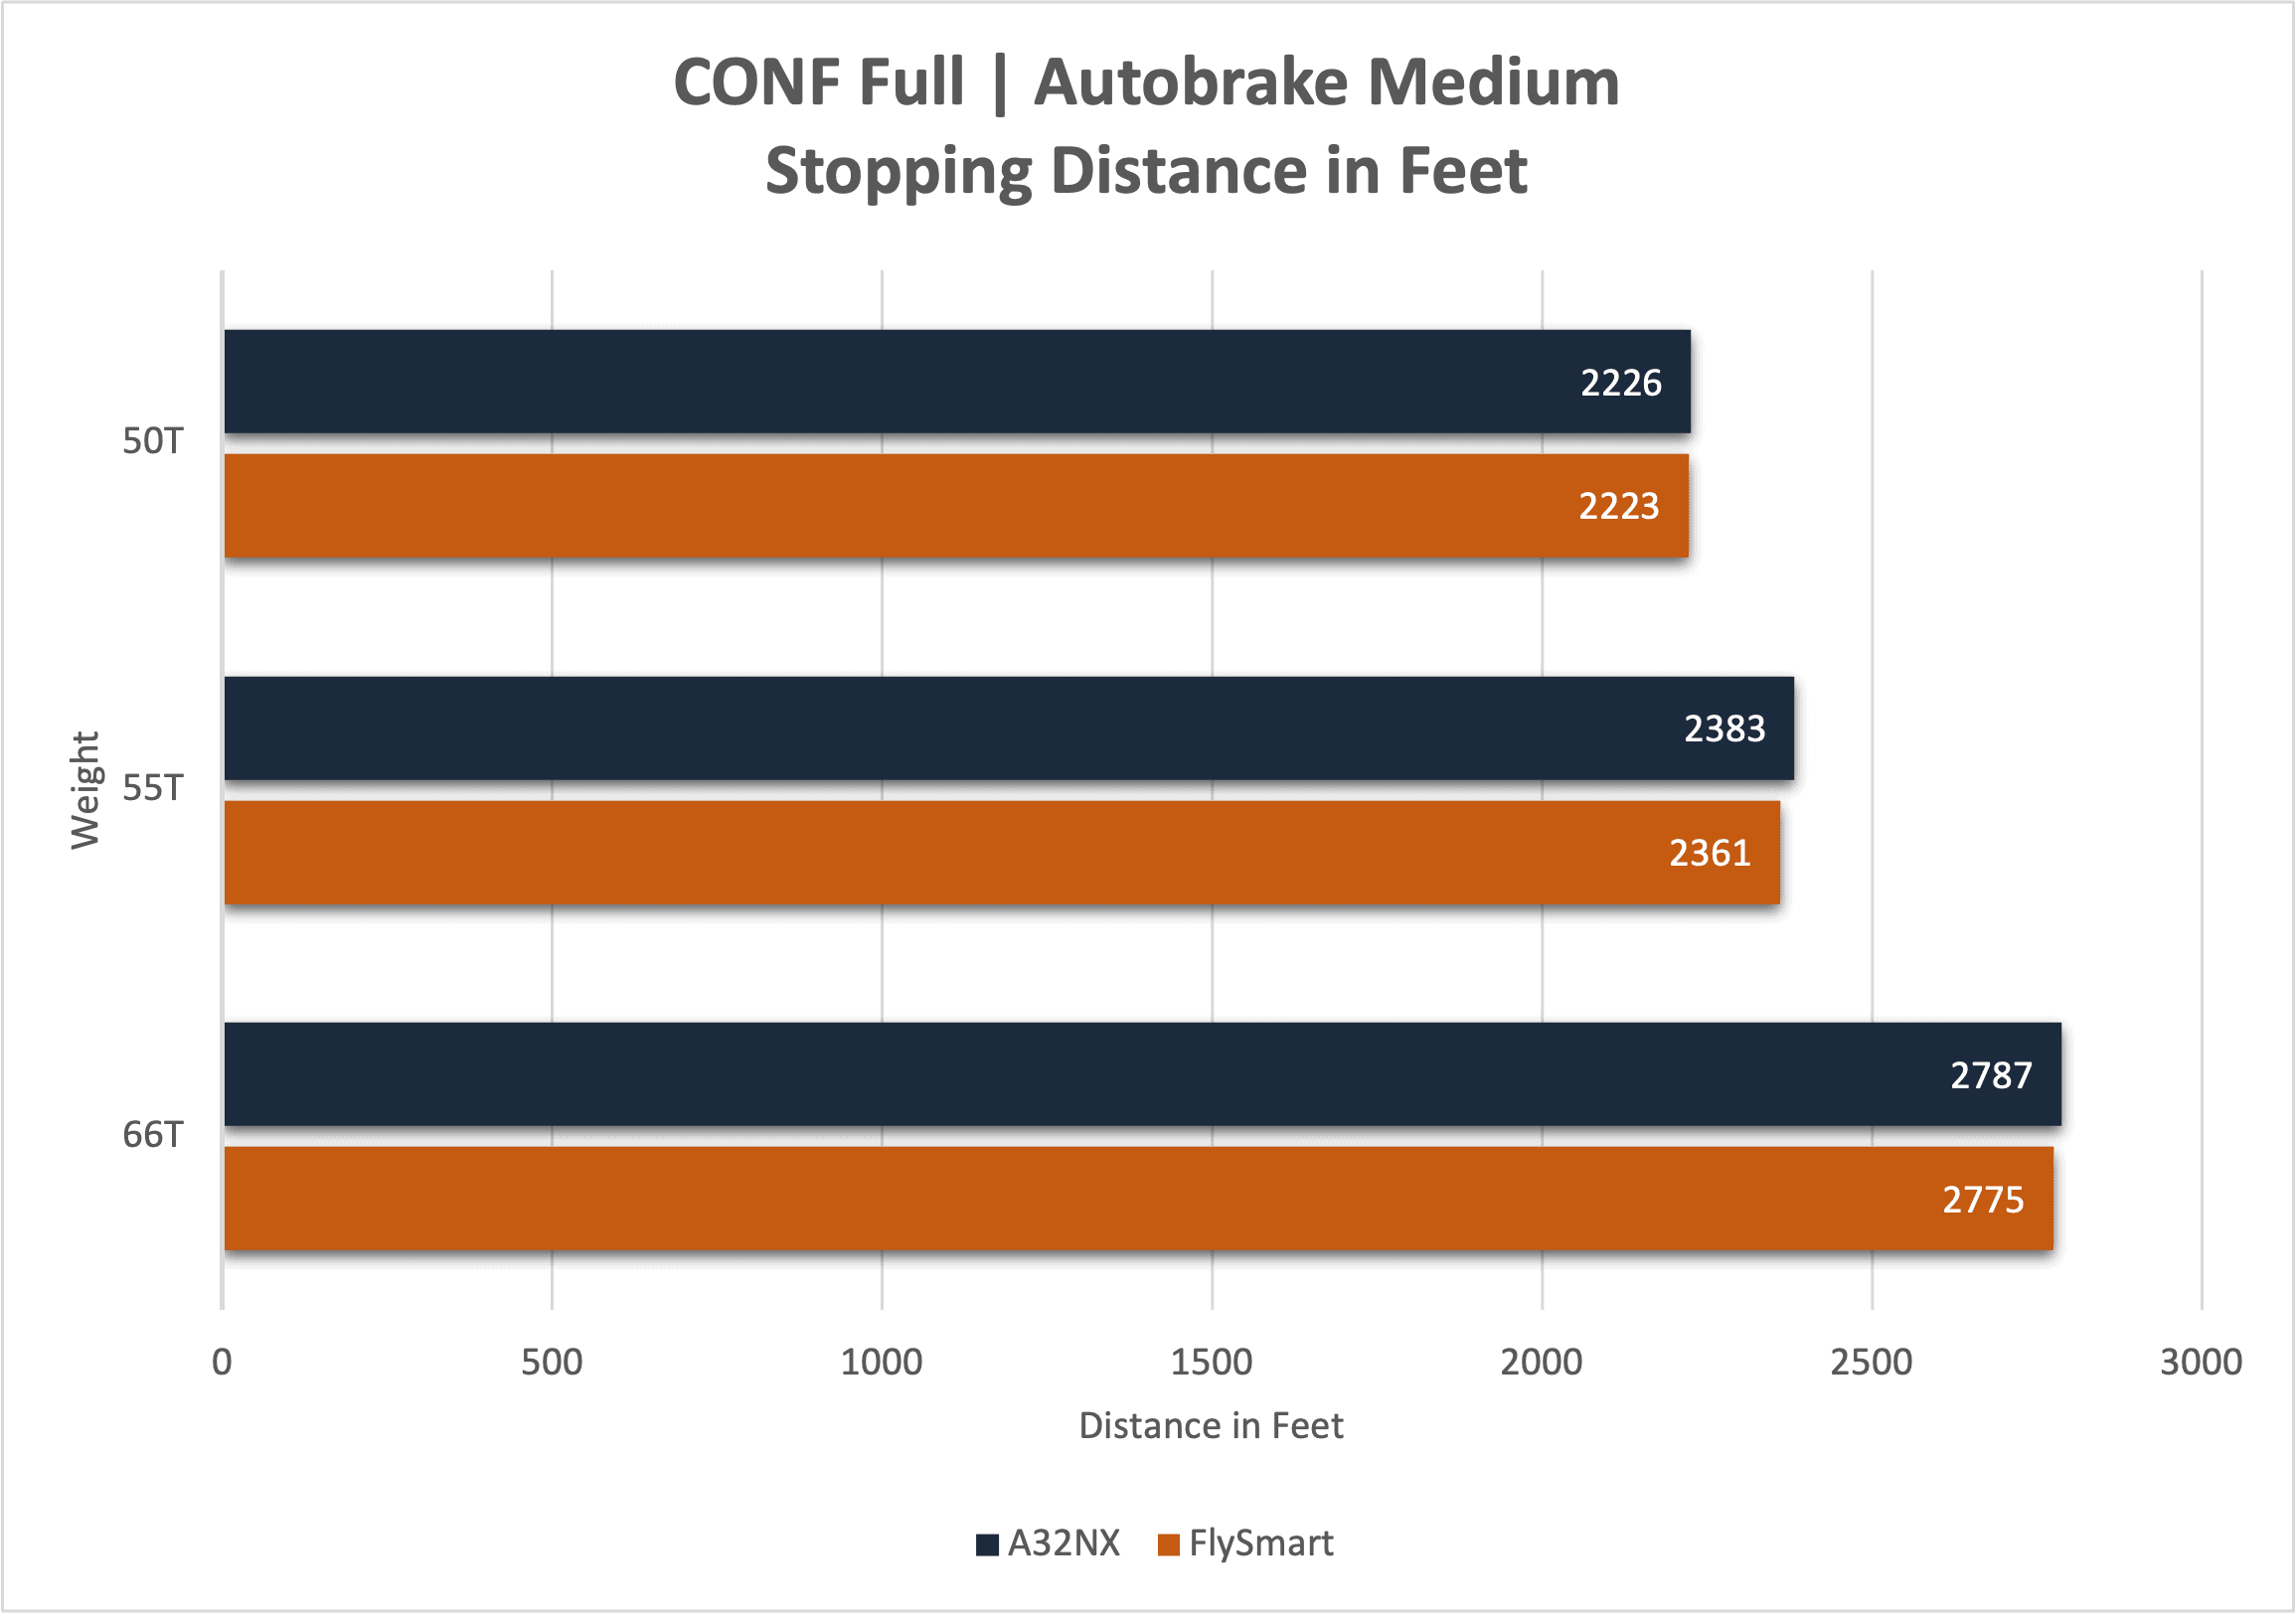 CONF Full | Autobrake Medium
Stopping Distance in Feet
50T
2226
2223
Weight
55T
2383
2361
66T
2787
2775
0 500 1000 1500 2000 2500 3000
Distance in Feet
A32NX FlySmart